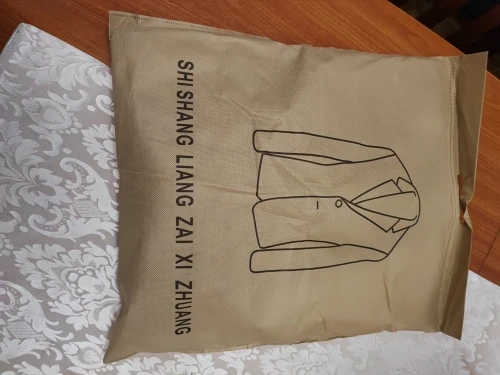 SHI SHANG LIANG ZAI XI ZHUANG